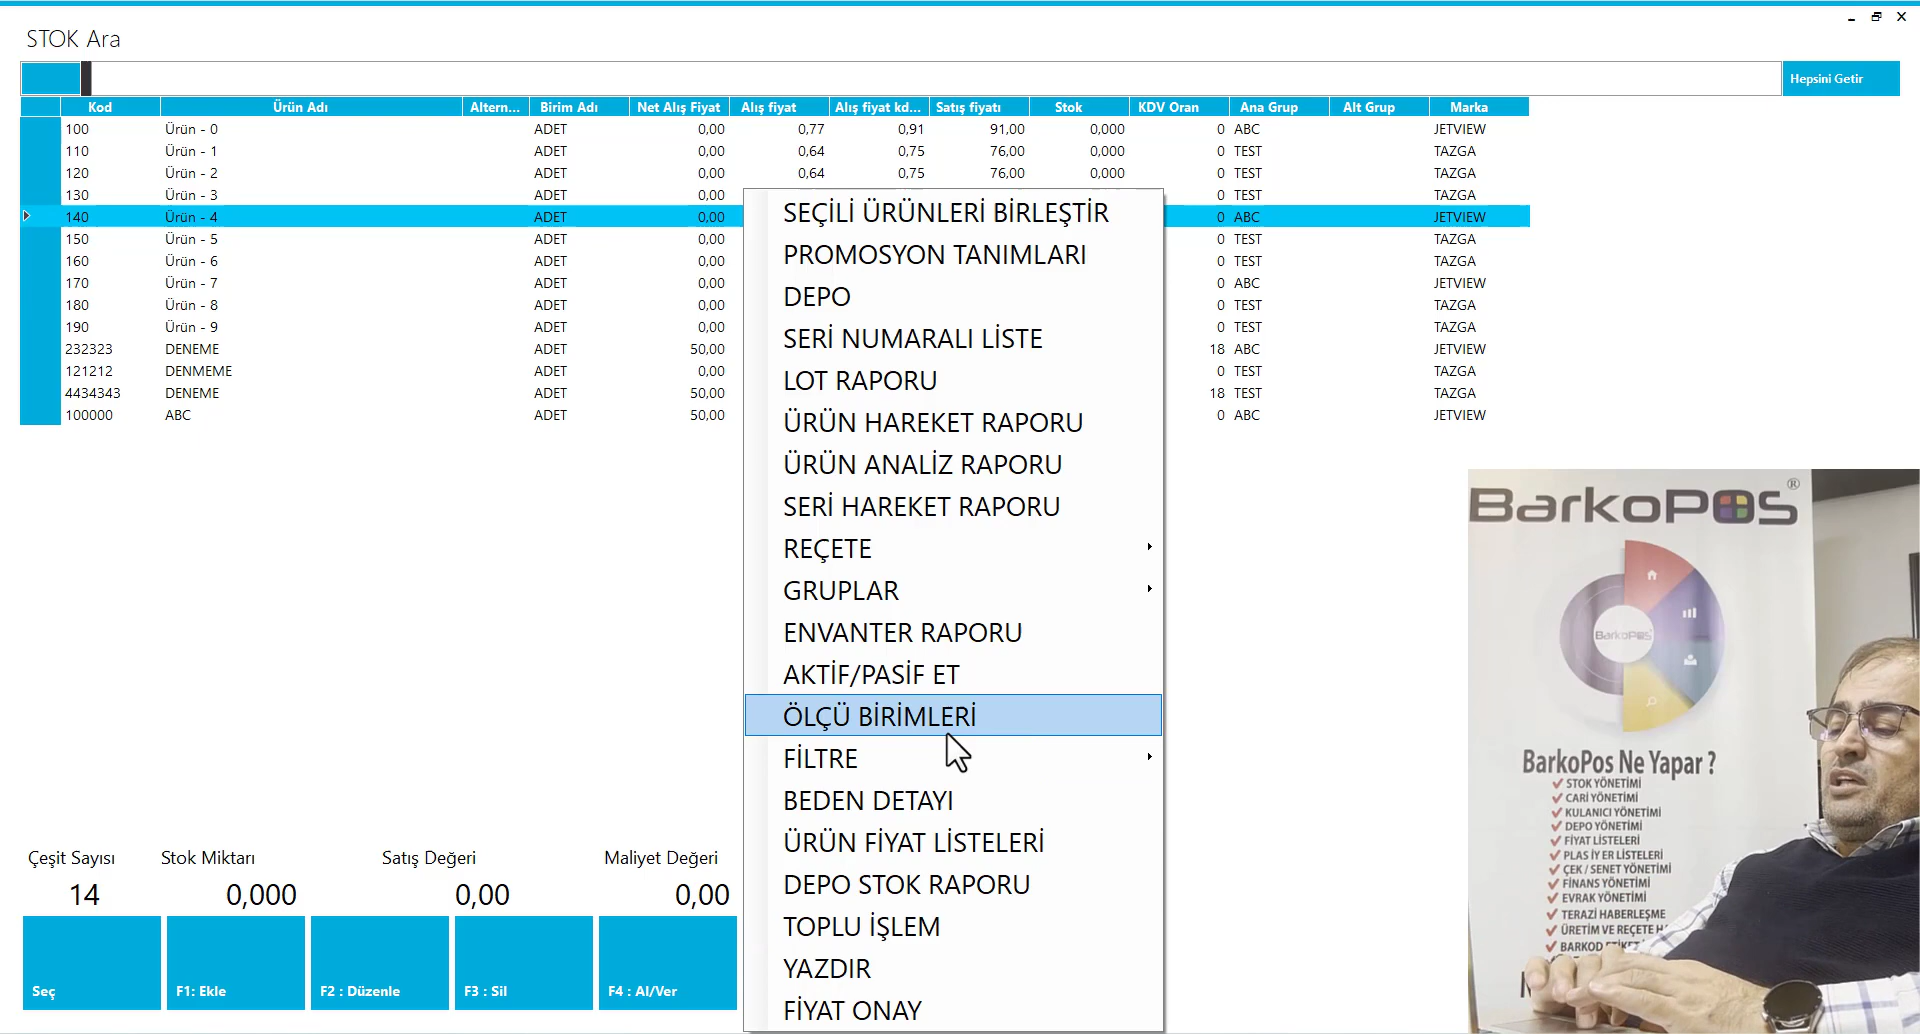 STOK Ara
Hepsini Getir
Kod Ürün Adı Altern... Birim Adı Net Alış Fiyat Alış fiyat Alış fiyat kd... Satış fiyatı Stok KDV Oran Ana Grup Alt Grup Marka
100 Ürün - 0 ADET 0,00 0,77 0,91 91,00 0,000 0 ABC JETVIEW
110 Ürün - 1 ADET 0,00 0,64 0,75 76,00 0,000 0 TEST TAZGA
120 Ürün - 2 ADET 0,00 0,64 0,75 76,00 0,000 0 TEST TAZGA
130 Ürün - 3 ADET 0,00 0 TEST TAZGA
140 Ürün - 4 ADET 0,00 0 ABC JETVIEW
150 Ürün - 5 ADET 0,00 0 TEST TAZGA
160 Ürün - 6 ADET 0,00 0 TEST TAZGA
170 Ürün - 7 ADET 0,00 0 ABC JETVIEW
180 Ürün - 8 ADET 0,00 0 TEST TAZGA
190 Ürün - 9 ADET 0,00 0 TEST TAZGA
232323 DENEME ADET 50,00 18 ABC JETVIEW
121212 DENMEME ADET 0,00 0 TEST TAZGA
4434343 DENEME ADET 50,00 18 TEST TAZGA
100000 ABC ADET 50,00 0 ABC JETVIEW
SEÇİLİ ÜRÜNLERİ BİRLEŞTİR
PROMOSYON TANIMLARI
DEPO
SERİ NUMARALI LİSTE
LOT RAPORU
ÜRÜN HAREKET RAPORU
ÜRÜN ANALİZ RAPORU
SERİ HAREKET RAPORU
REÇETE
GRUPLAR
ENVANTER RAPORU
AKTİF/PASİF ET
ÖLÇÜ BİRİMLERİ
FİLTRE
BEDEN DETAYI
ÜRÜN FİYAT LİSTELERİ
DEPO STOK RAPORU
TOPLU İŞLEM
YAZDIR
FİYAT ONAY
Çeşit Sayısı Stok Miktarı Satış Değeri Maliyet Değeri
14 0,000 0,00 0,00
Seç F1: Ekle F2 : Düzenle F3 : Sil F4 : Al/Ver
BarkoPOS®
BarkoPOS
BarkoPos Ne Yapar ?
STOK YÖNETİMİ
CARİ YÖNETİMİ
KULANICI YÖNETİMİ
DEPO YÖNETİMİ
FİYAT LİSTELERİ
PLASİYER LİSTELERİ
ÇEK / SENET YÖNETİMİ
FİNANS YÖNETİMİ
EVRAK YÖNETİMİ
TERAZİ HABERLEŞME
ÜRETİM VE REÇETE
BARKOD